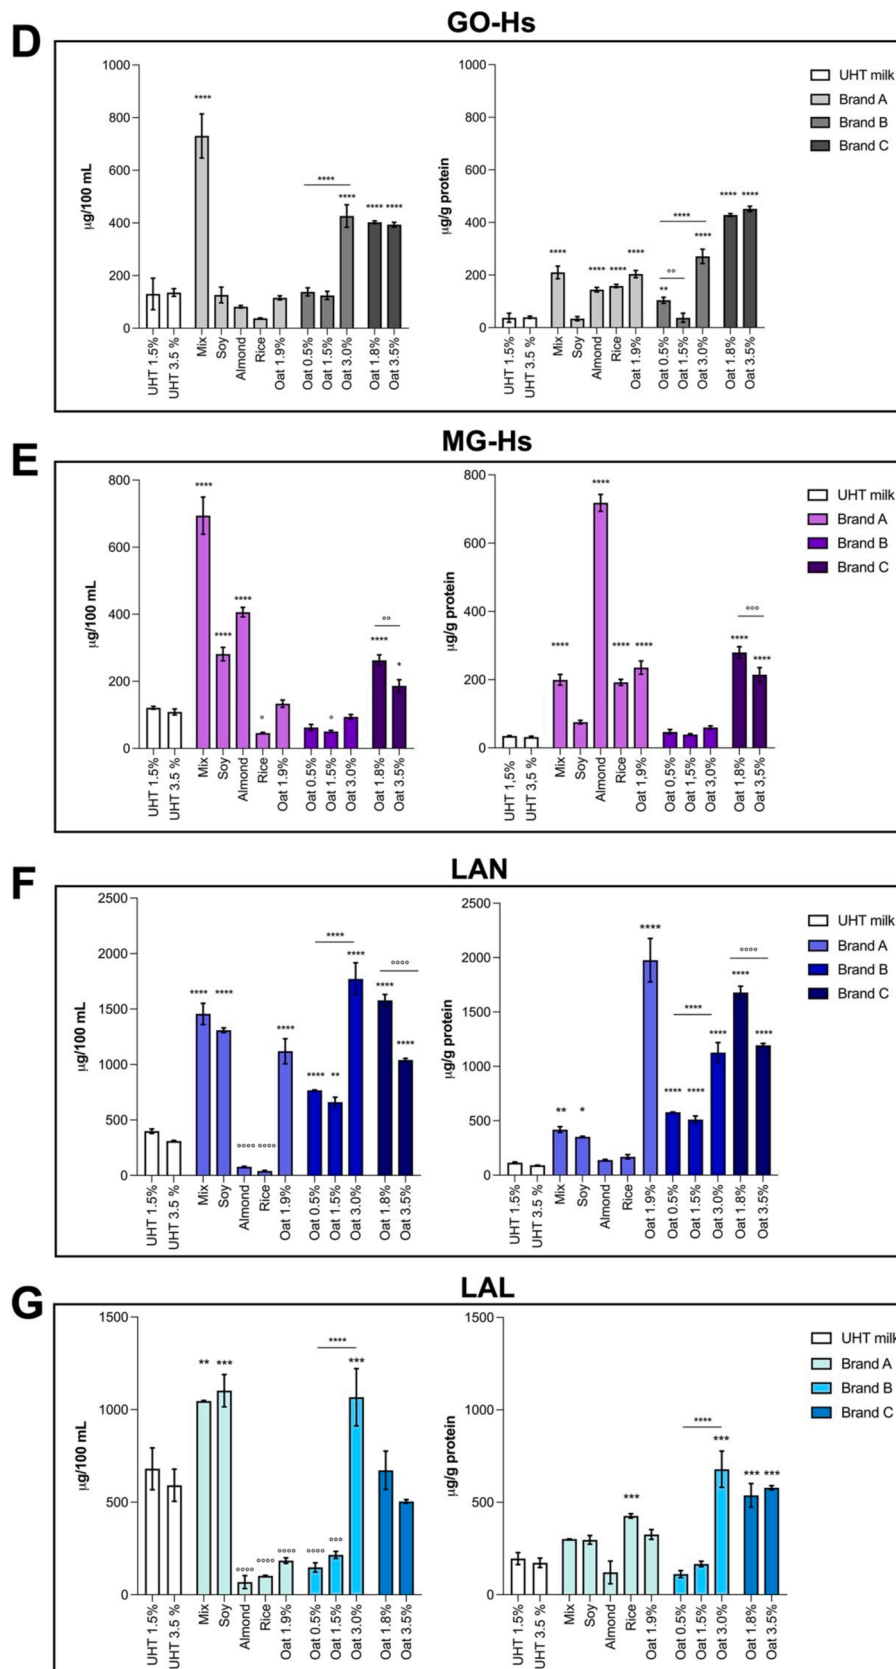 D
GO-Hs
µg/100 mL
1000
800
600
400
200
0
****
****
****
**** ****
UHT 1.5%
UHT 3.5 %
Mix
Soy
Almond
Rice
Oat 1.9%
Oat 0.5%
Oat 1.5%
Oat 3.0%
Oat 1.8%
Oat 3.5%
µg/g protein
1000
800
600
400
200
0
****
**** **** ****
**
°°
****
****
**** ****
UHT 1.5%
UHT 3.5 %
Mix
Soy
Almond
Rice
Oat 1.9%
Oat 0.5%
Oat 1.5%
Oat 3.0%
Oat 1.8%
Oat 3.5%
UHT milk
Brand A
Brand B
Brand C
E
MG-Hs
µg/100 mL
800
600
400
200
0
****
****
****
°
°
°°
****
*
UHT 1.5%
UHT 3.5 %
Mix
Soy
Almond
Rice
Oat 1.9%
Oat 0.5%
Oat 1.5%
Oat 3.0%
Oat 1.8%
Oat 3.5%
µg/g protein
800
600
400
200
0
****
****
**** ****
°°°
****
****
UHT 1,5%
UHT 3,5 %
Mix
Soy
Almond
Rice
Oat 1,9%
Oat 0,5%
Oat 1,5%
Oat 3,0%
Oat 1,8%
Oat 3,5%
UHT milk
Brand A
Brand B
Brand C
F
LAN
µg/100 mL
2500
2000
1500
1000
500
0
**** ****
°°°° °°°°
****
**** **
****
****
°°°°
****
****
UHT 1.5%
UHT 3.5 %
Mix
Soy
Almond
Rice
Oat 1.9%
Oat 0.5%
Oat 1.5%
Oat 3.0%
Oat 1.8%
Oat 3.5%
µg/g protein
2500
2000
1500
1000
500
0
** *
****
**** ****
****
****
°°°°
****
****
UHT 1.5%
UHT 3.5 %
Mix
Soy
Almond
Rice
Oat 1.9%
Oat 0.5%
Oat 1.5%
Oat 3.0%
Oat 1.8%
Oat 3.5%
UHT milk
Brand A
Brand B
Brand C
G
LAL
µg/100 mL
1500
1000
500
0
** ***
°°°° °°°° °°°°
°°°° °°°
****
***
UHT 1.5%
UHT 3.5 %
Mix
Soy
Almond
Rice
Oat 1.9%
Oat 0.5%
Oat 1.5%
Oat 3.0%
Oat 1.8%
Oat 3.5%
µg/g protein
1500
1000
500
0
***
****
***
*** ***
UHT 1.5%
UHT 3.5 %
Mix
Soy
Almond
Rice
Oat 1.9%
Oat 0.5%
Oat 1.5%
Oat 3.0%
Oat 1.8%
Oat 3.5%
UHT milk
Brand A
Brand B
Brand C